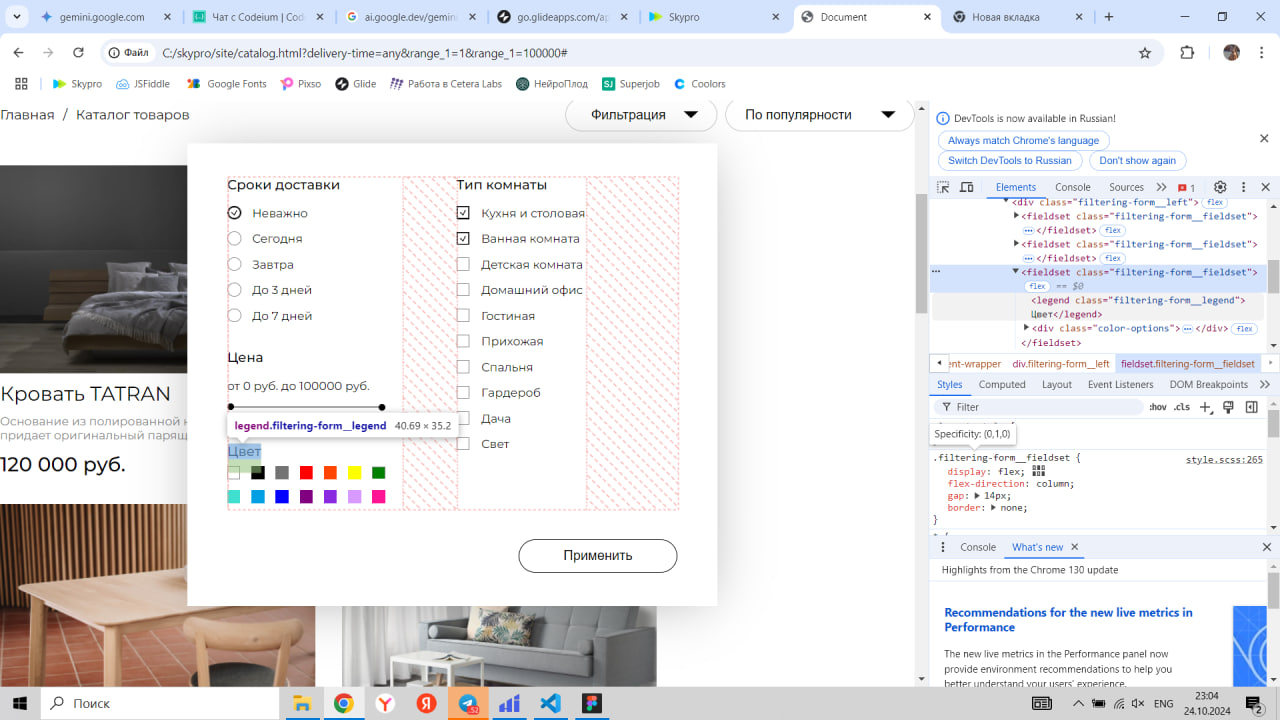 gemini.google.com
Чат с Codeium | Cod
ai.google.dev/gemini
go.glideapps.com/ap
Skypro
Document
Новая вкладка
Файл
C:/skypro/site/catalog.html?delivery-time=any&range_1=1&range_1=100000#
Skypro
JSFiddle
Google Fonts
Pixso
Glide
Работа в Cetera Labs
НейроПлод
Superjob
Coolors
Главная / Каталог товаров
Фильтрация
По популярности
Сроки доставки
Неважно
Сегодня
Завтра
До 3 дней
До 7 дней
Цена
от 0 руб. до 100000 руб.
legend.filtering-form__legend 40.69 × 35.2
Цвет
Тип комнаты
Кухня и столовая
Ванная комната
Детская комната
Домашний офис
Гостиная
Прихожая
Спальня
Гардероб
Дача
Свет
Применить
Кровать TATRAN
Основание из полированной н
придает оригинальный парящ
120 000 руб.
DevTools is now available in Russian!
Always match Chrome's language
Switch DevTools to Russian
Don't show again
Elements
Console
Sources
1
<div class="filtering-form__left"> flex
<fieldset class="filtering-form__fieldset">
</fieldset> flex
<fieldset class="filtering-form__fieldset">
</fieldset> flex
<fieldset class="filtering-form__fieldset">
flex == $0
<legend class="filtering-form__legend">
Цвет</legend>
<div class="color-options"> </div> flex
</fieldset>
ent-wrapper div.filtering-form__left fieldset.filtering-form__fieldset
Styles
Computed
Layout
Event Listeners
DOM Breakpoints
Filter
:hov .cls
Specificity: (0,1,0)
.filtering-form__fieldset {
style.scss:265
display: flex;
flex-direction: column;
gap: 14px;
border: none;
}
Console
What's new
Highlights from the Chrome 130 update
Recommendations for the new live metrics in
Performance
The new live metrics in the Performance panel now
provide environment recommendations to help you
better understand your users' experience.
Поиск
32
ENG
23:04
24.10.2024
2